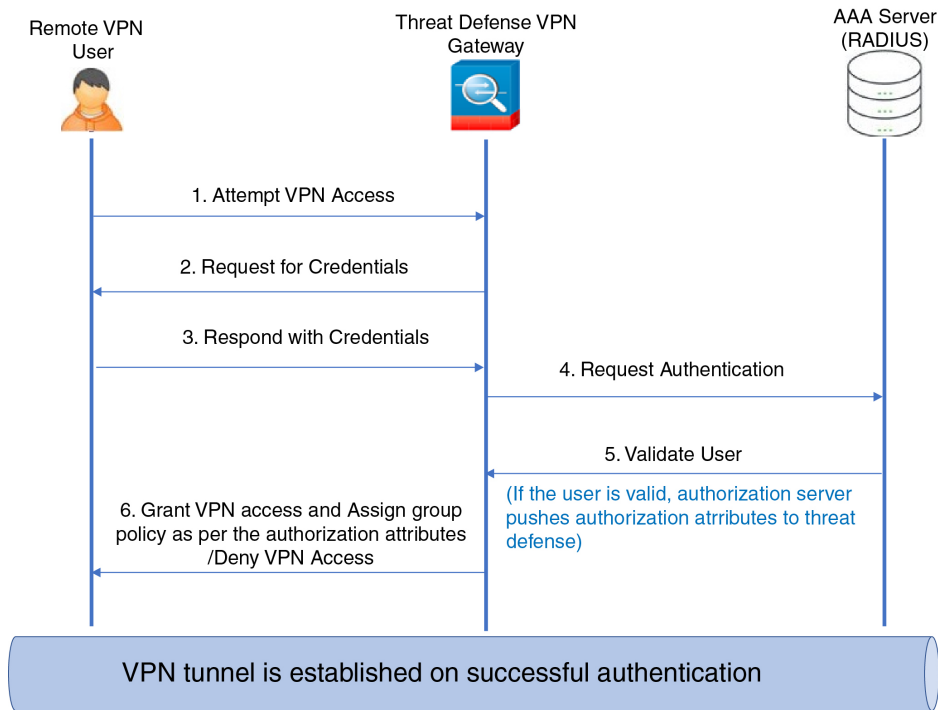 Remote VPN
User
Threat Defense VPN
Gateway
AAA Server
(RADIUS)
1. Attempt VPN Access
2. Request for Credentials
3. Respond with Credentials
4. Request Authentication
5. Validate User
(If the user is valid, authorization server
pushes authorization atrributes to threat
defense)
6. Grant VPN access and Assign group
policy as per the authorization attributes
/Deny VPN Access
VPN tunnel is established on successful authentication